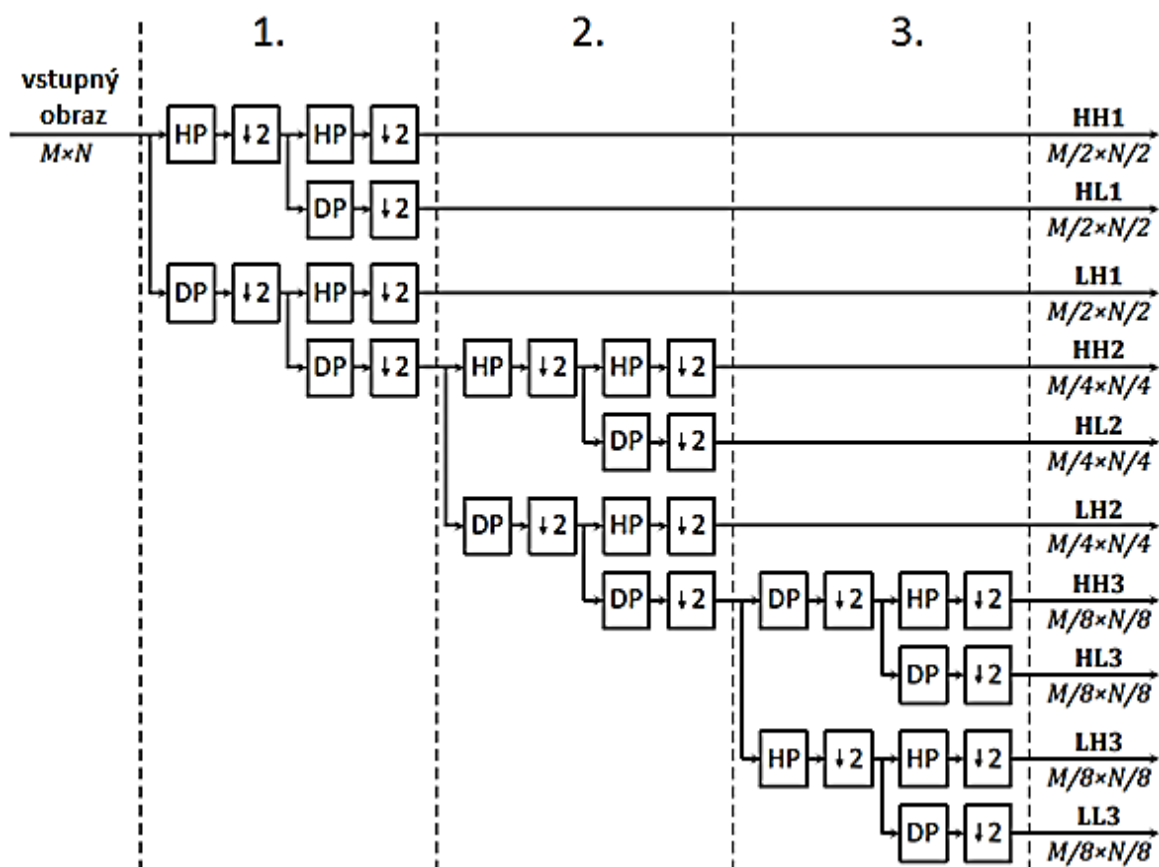 1. 2. 3.
vstupný
obraz
M×N
HP ↓2 HP ↓2 HH1
M/2×N/2
DP ↓2 HL1
M/2×N/2
DP ↓2 HP ↓2 LH1
M/2×N/2
DP ↓2 HP ↓2 HP ↓2 HH2
M/4×N/4
DP ↓2 HL2
M/4×N/4
DP ↓2 HP ↓2 LH2
M/4×N/4
DP ↓2 DP ↓2 HP ↓2 HH3
M/8×N/8
DP ↓2 HL3
M/8×N/8
HP ↓2 HP ↓2 LH3
M/8×N/8
DP ↓2 LL3
M/8×N/8